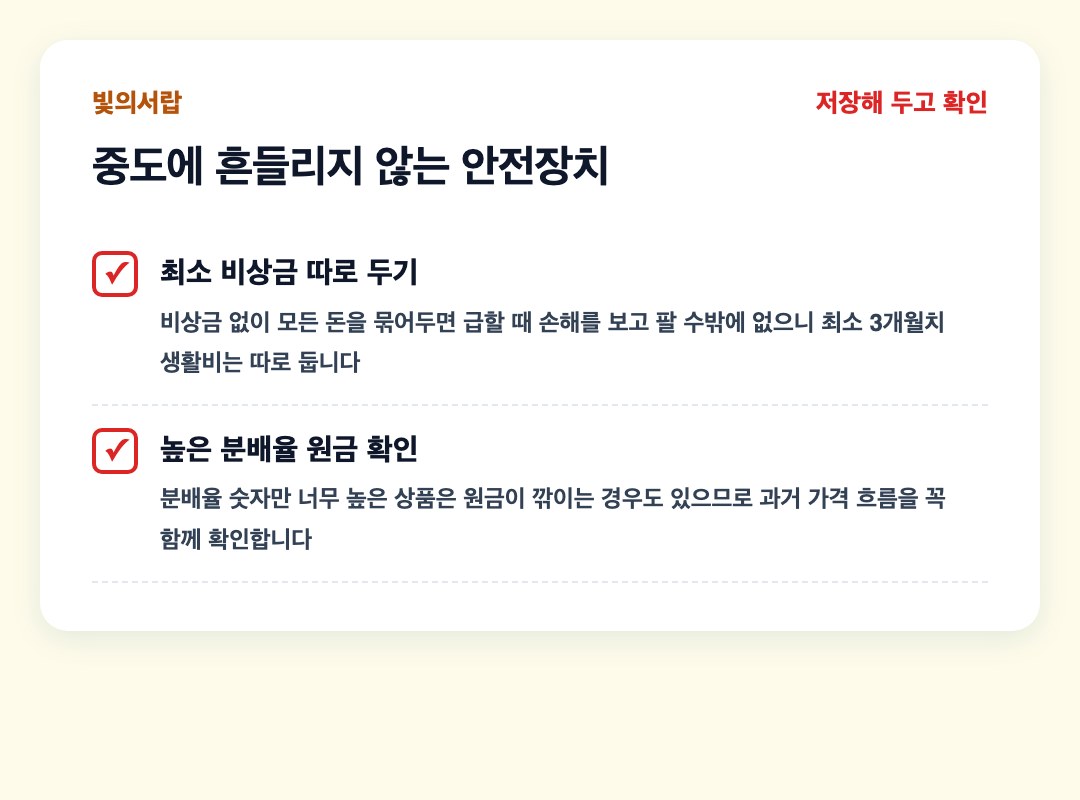 빛의서랍
저장해 두고 확인
중도에 흔들리지 않는 안전장치
최소 비상금 따로 두기
비상금 없이 모든 돈을 묶어두면 급할 때 손해를 보고 팔 수밖에 없으니 최소 3개월치
생활비는 따로 둡니다
높은 분배율 원금 확인
분배율 숫자만 너무 높은 상품은 원금이 깎이는 경우도 있으므로 과거 가격 흐름을 꼭
함께 확인합니다